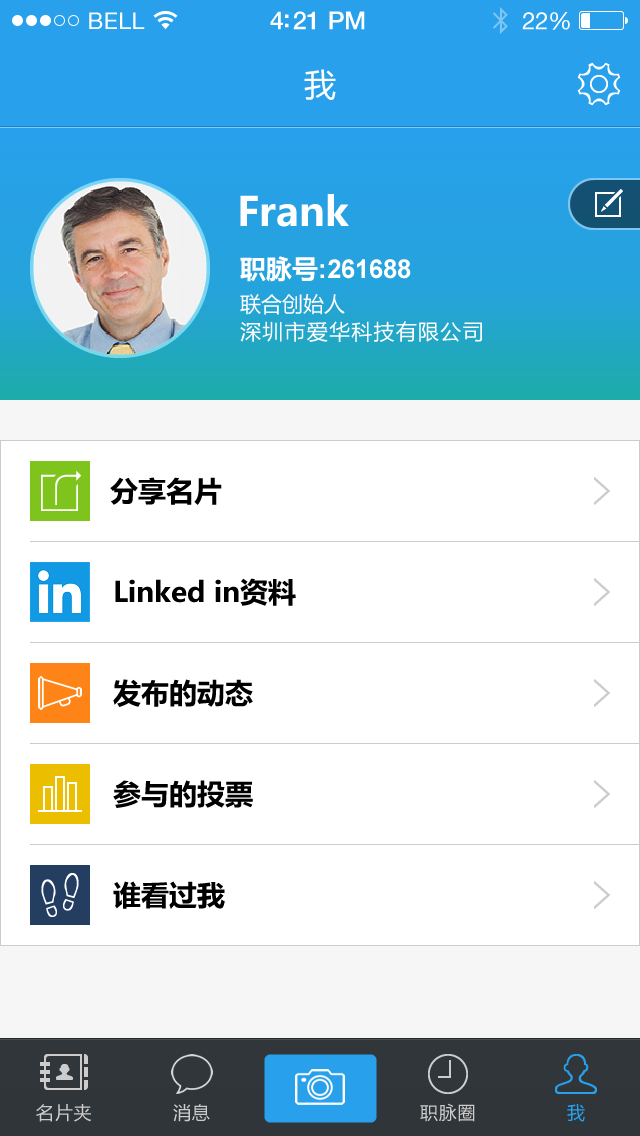 BELL 4:21 PM 22%
我
Frank
职脉号:261688
联合创始人
深圳市爱华科技有限公司
分享名片
in Linked in资料
发布的动态
参与的投票
谁看过我
名片夹 消息 职脉圈 我